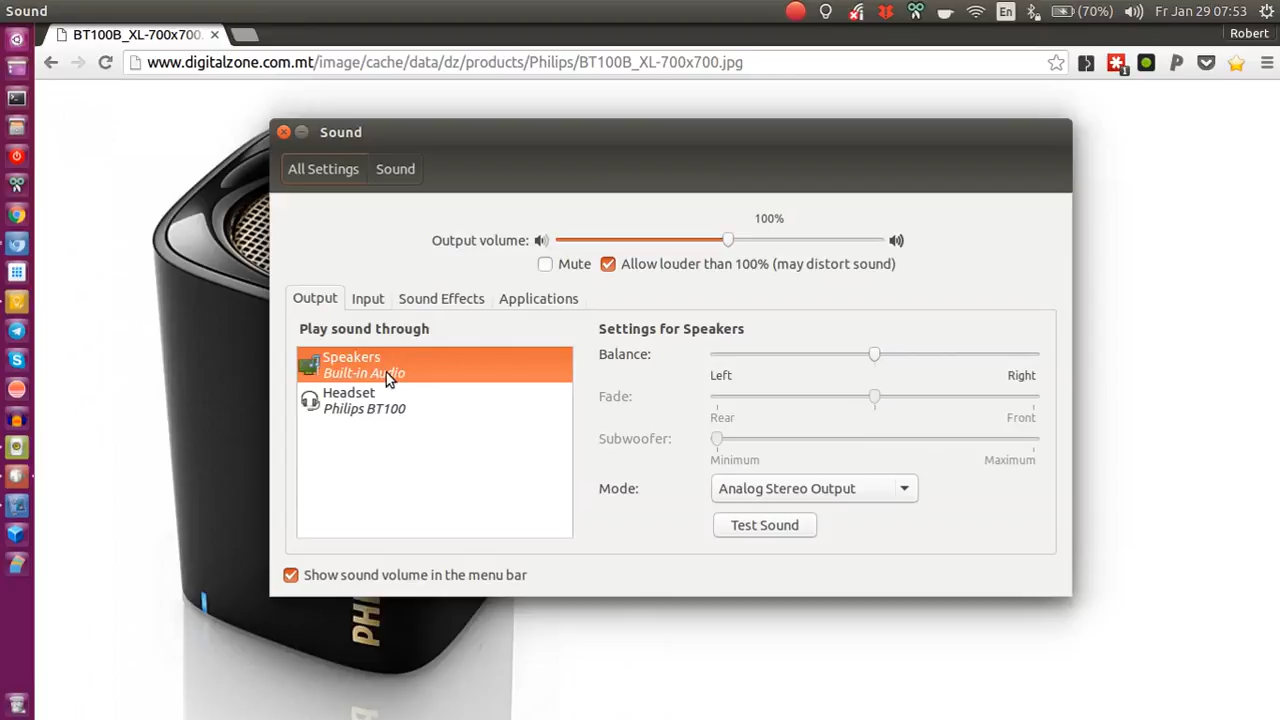 Sound
En
(70%)
Fr Jan 29 07:53
BT100B_XL-700x700.
Robert
www.digitalzone.com.mt/image/cache/data/dz/products/Philips/BT100B_XL-700x700.jpg
1
Sound
All Settings
Sound
100%
Output volume:
Mute
Allow louder than 100% (may distort sound)
Output
Input
Sound Effects
Applications
Play sound through
Settings for Speakers
Speakers
Built-in Audio
Headset
Philips BT100
Balance:
Left
Right
Fade:
Rear
Front
Subwoofer:
Minimum
Maximum
Mode:
Analog Stereo Output
Test Sound
Show sound volume in the menu bar
PHI